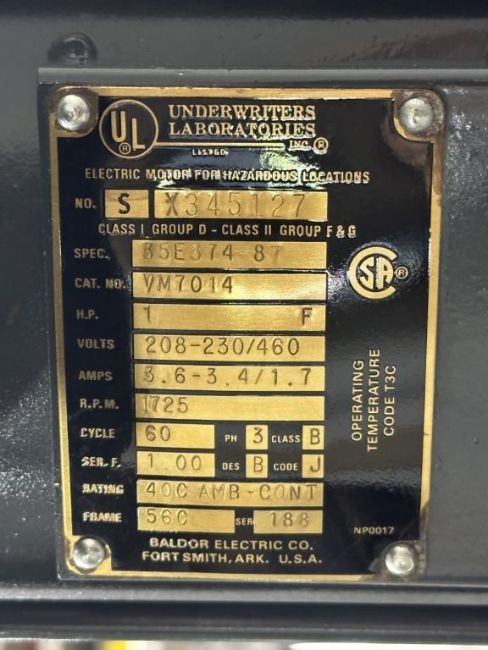 UL ®
UNDERWRITERS
LABORATORIES
INC. ®
ELECTRIC MOTOR FOR HAZARDOUS LOCATIONS
NO. S X345127
CLASS I GROUP D - CLASS II GROUP F & G
SPEC. 35E374-87
CAT. NO. VM7014
H.P. 1 F
VOLTS 208-230/460
AMPS 3.6-3.4/1.7
R.P.M. 1725
CYCLE 60 PH 3 CLASS B
SER. F. 1.00 DES B CODE J
RATING 40C AMB-CONT
FRAME 56C SER. 188
SA ®
OPERATING
TEMPERATURE
CODE T3C
NP0017
BALDOR ELECTRIC CO.
FORT SMITH, ARK. U.S.A.